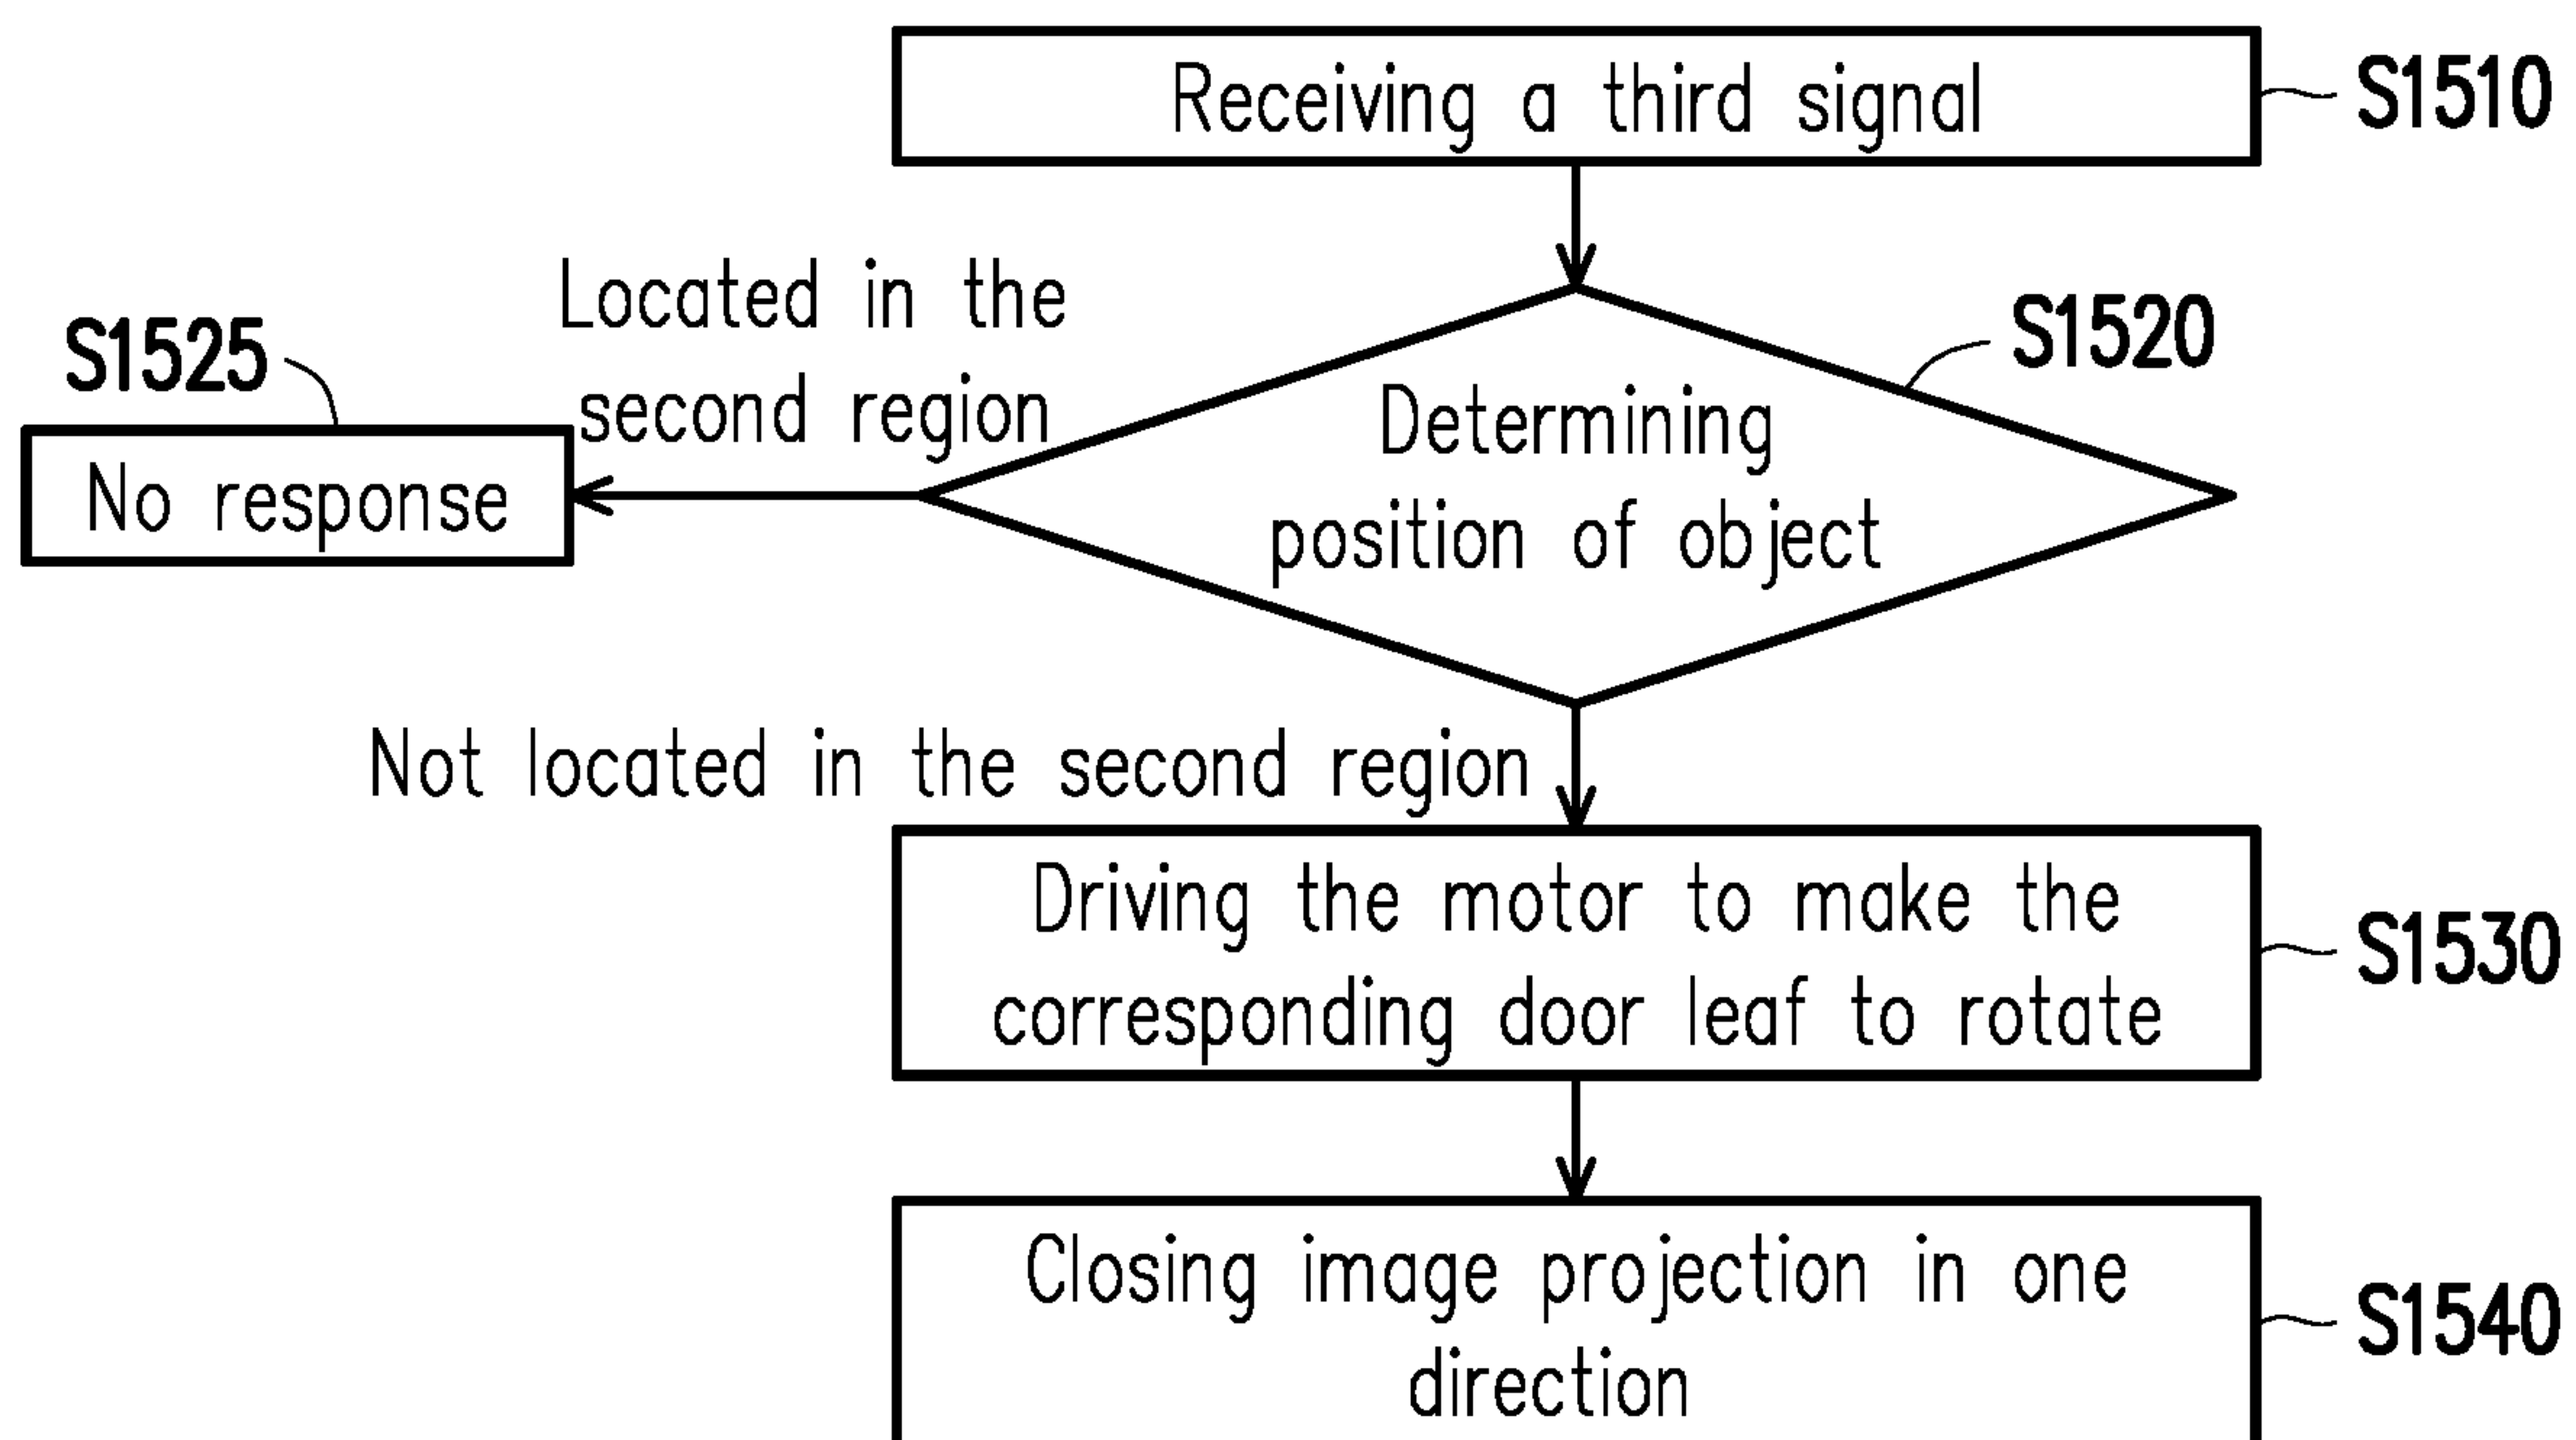 Receiving a third signal
S1510
Located in the
second region
S1525
No response
S1520
Determining
position of object
Not located in the second region
Driving the motor to make the
corresponding door leaf to rotate
S1530
Closing image projection in one
direction
S1540